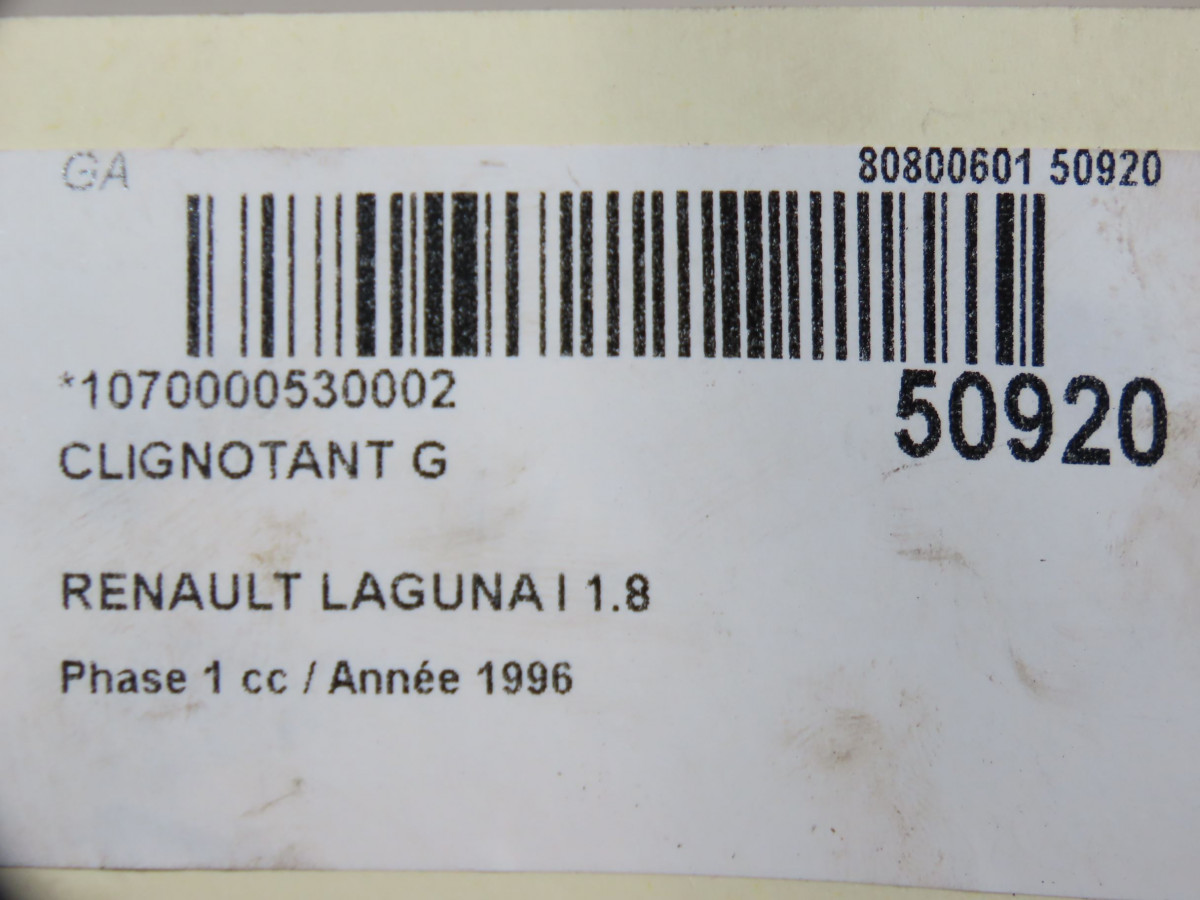 GA
80800601 50920
*1070000530002
50920
CLIGNOTANT G
RENAULT LAGUNA I 1.8
Phase 1 cc / Année 1996